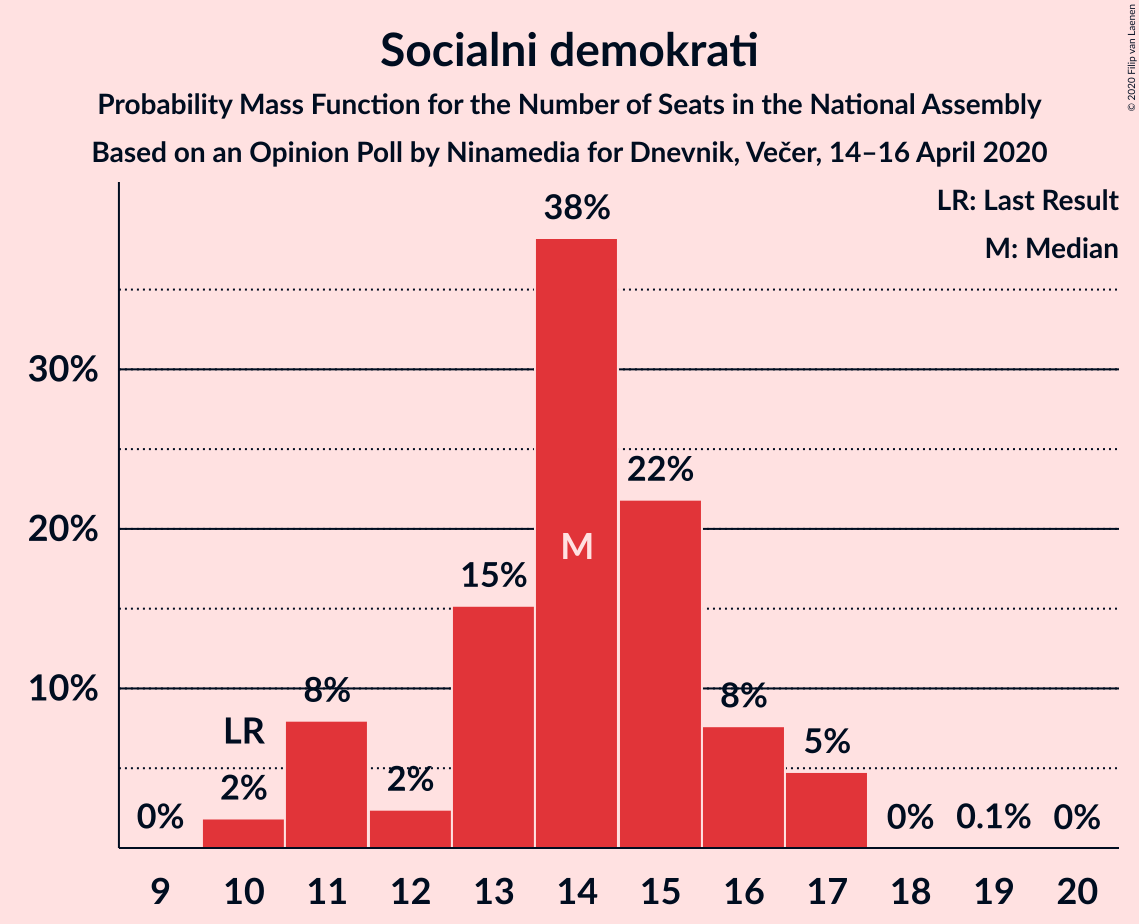 Socialni demokrati
Probability Mass Function for the Number of Seats in the National Assembly
Based on an Opinion Poll by Ninamedia for Dnevnik, Večer, 14–16 April 2020
© 2020 Filip van Laenen
LR: Last Result
M: Median
38%
30%
22%
20%
M
15%
10%
8%
8%
LR
5%
2%
2%
0%
0%
0.1%
0%
9 10 11 12 13 14 15 16 17 18 19 20